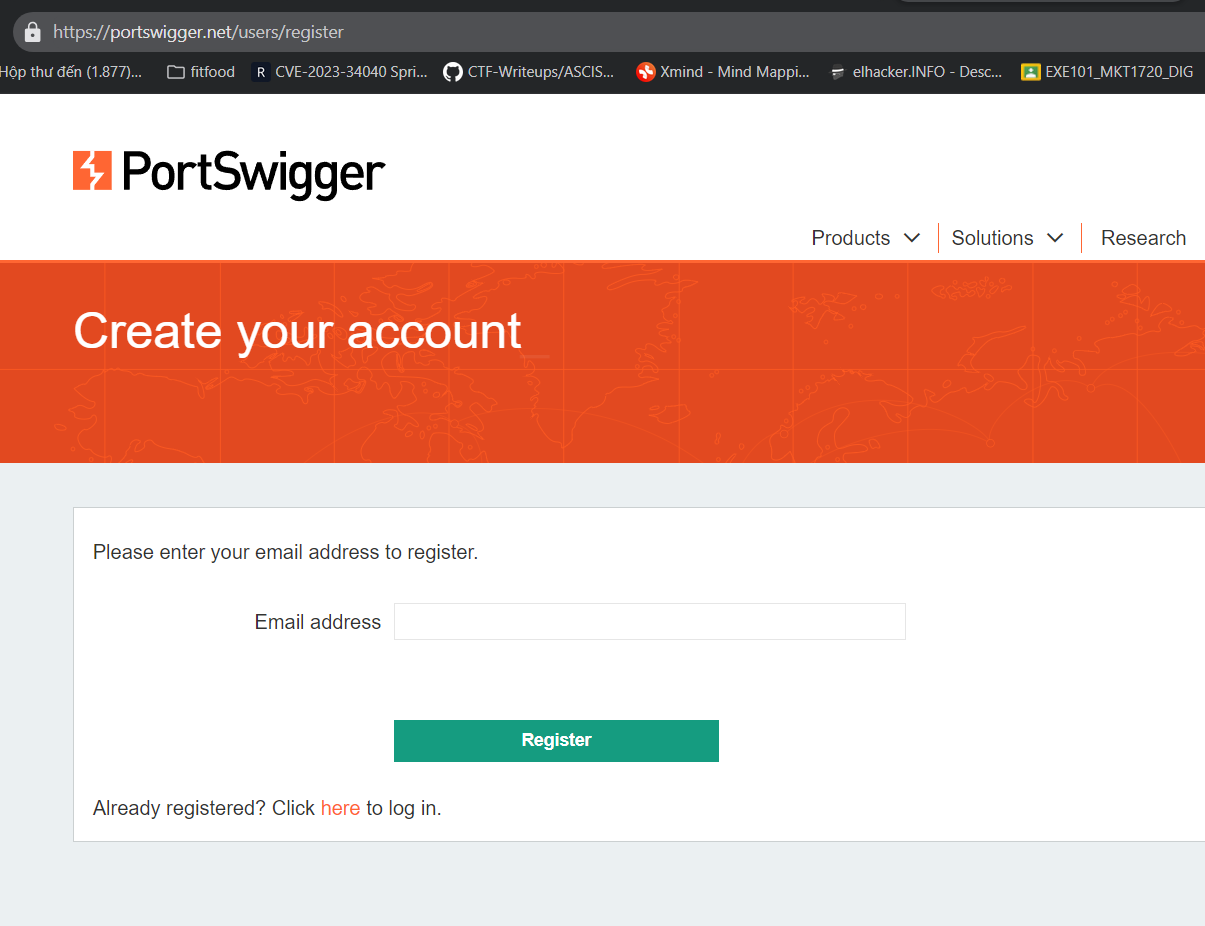 https://portswigger.net/users/register
Hộp thư đến (1.877)... fitfood R CVE-2023-34040 Spri... CTF-Writeups/ASCIS... Xmind - Mind Mappi... elhacker.INFO - Desc... EXE101_MKT1720_DIG
PortSwigger
Products Solutions Research
Create your account
Please enter your email address to register.
Email address
Register
Already registered? Click here to log in.